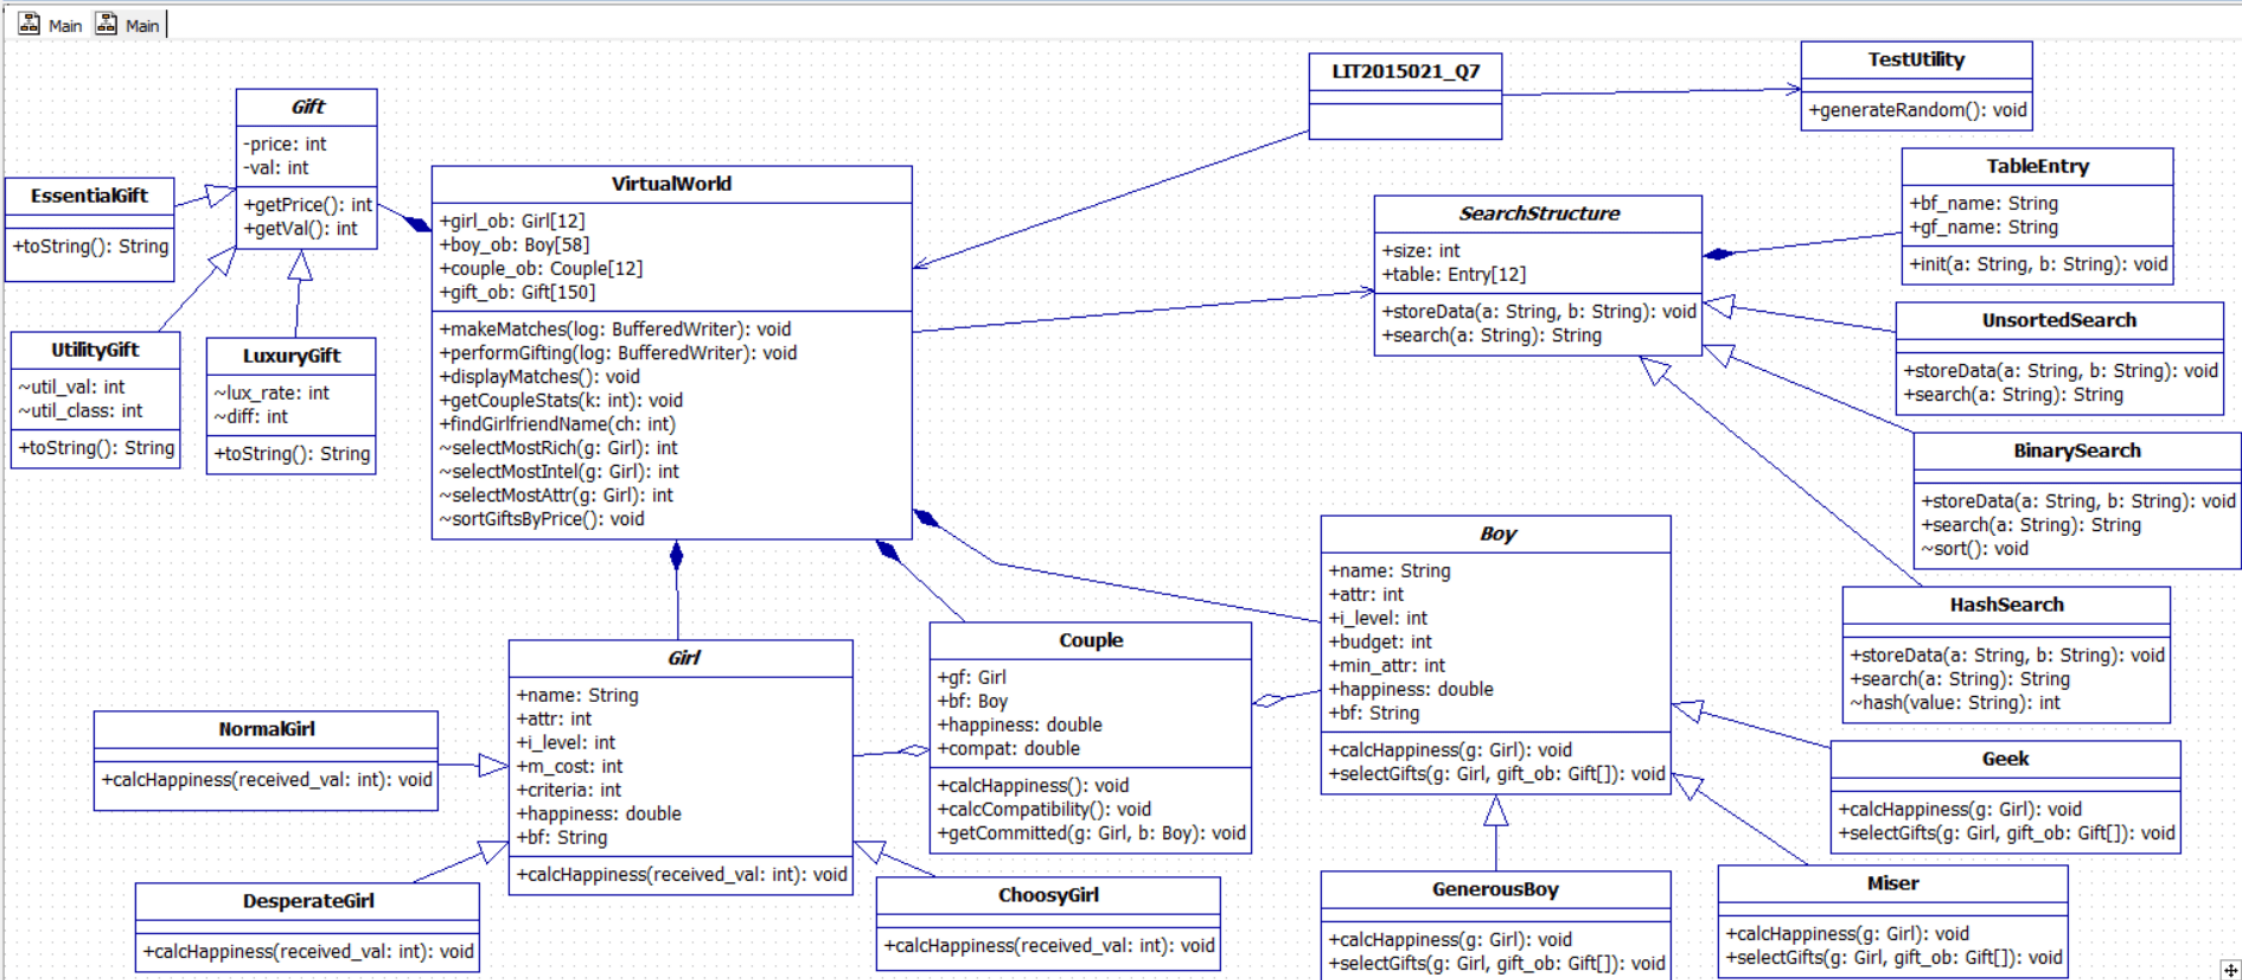 Main Main
Gift
-price: int
-val: int
+getPrice(): int
+getVal(): int
EssentialGift
+toString(): String
UtilityGift
~util_val: int
~util_class: int
+toString(): String
LuxuryGift
~lux_rate: int
~diff: int
+toString(): String
VirtualWorld
+girl_ob: Girl[12]
+boy_ob: Boy[58]
+couple_ob: Couple[12]
+gift_ob: Gift[150]
+makeMatches(log: BufferedWriter): void
+performGifting(log: BufferedWriter): void
+displayMatches(): void
+getCoupleStats(k: int): void
+findGirlfriendName(ch: int)
~selectMostRich(g: Girl): int
~selectMostIntel(g: Girl): int
~selectMostAttr(g: Girl): int
~sortGiftsByPrice(): void
LIT2015021_Q7
TestUtility
+generateRandom(): void
TableEntry
+bf_name: String
+gf_name: String
+init(a: String, b: String): void
SearchStructure
+size: int
+table: Entry[12]
+storeData(a: String, b: String): void
+search(a: String): String
UnsortedSearch
+storeData(a: String, b: String): void
+search(a: String): String
BinarySearch
+storeData(a: String, b: String): void
+search(a: String): String
~sort(): void
HashSearch
+storeData(a: String, b: String): void
+search(a: String): String
~hash(value: String): int
Boy
+name: String
+attr: int
+i_level: int
+budget: int
+min_attr: int
+happiness: double
+bf: String
+calcHappiness(g: Girl): void
+selectGifts(g: Girl, gift_ob: Gift[]): void
Girl
+name: String
+attr: int
+i_level: int
+m_cost: int
+criteria: int
+happiness: double
+bf: String
+calcHappiness(received_val: int): void
Couple
+gf: Girl
+bf: Boy
+happiness: double
+compat: double
+calcHappiness(): void
+calcCompatibility(): void
+getCommitted(g: Girl, b: Boy): void
NormalGirl
+calcHappiness(received_val: int): void
DesperateGirl
+calcHappiness(received_val: int): void
ChoosyGirl
+calcHappiness(received_val: int): void
GenerousBoy
+calcHappiness(g: Girl): void
+selectGifts(g: Girl, gift_ob: Gift[]): void
Geek
+calcHappiness(g: Girl): void
+selectGifts(g: Girl, gift_ob: Gift[]): void
Miser
+calcHappiness(g: Girl): void
+selectGifts(g: Girl, gift_ob: Gift[]): void